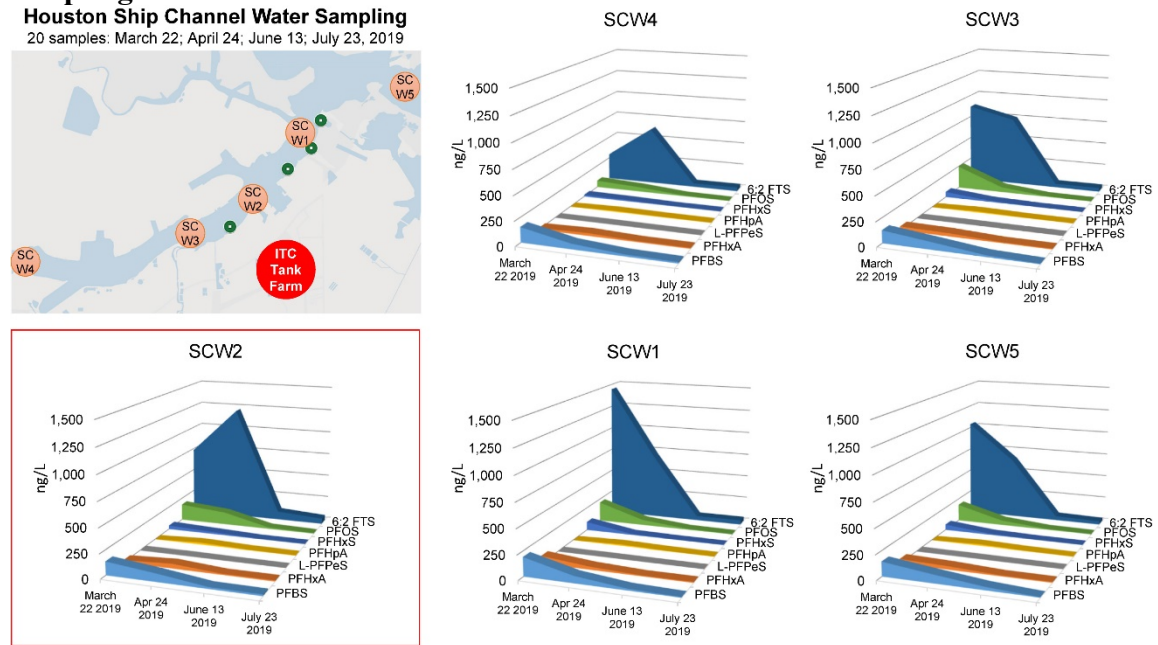 Houston Ship Channel Water Sampling
20 samples: March 22; April 24; June 13; July 23, 2019
SC
W5
SC
W1
SC
W2
SC
W3
SC
W4
ITC
Tank
Farm
SCW4
1,500
1,250
1,000
750
500
250
0
ng/L
6:2 FTS
PFOS
PFHxS
PFHpA
L-PFPeS
PFHxA
PFBS
March
22 2019
Apr 24
2019
June 13
2019
July 23
2019
SCW3
1,500
1,250
1,000
750
500
250
0
ng/L
6:2 FTS
PFOS
PFHxS
PFHpA
L-PFPeS
PFHxA
PFBS
March
22 2019
Apr 24
2019
June 13
2019
July 23
2019
SCW2
1,500
1,250
1,000
750
500
250
0
ng/L
6:2 FTS
PFOS
PFHxS
PFHpA
L-PFPeS
PFHxA
PFBS
March
22 2019
Apr 24
2019
June 13
2019
July 23
2019
SCW1
1,500
1,250
1,000
750
500
250
0
ng/L
6:2 FTS
PFOS
PFHxS
PFHpA
L-PFPeS
PFHxA
PFBS
March
22 2019
Apr 24
2019
June 13
2019
July 23
2019
SCW5
1,500
1,250
1,000
750
500
250
0
ng/L
6:2 FTS
PFOS
PFHxS
PFHpA
L-PFPeS
PFHxA
PFBS
March
22 2019
Apr 24
2019
June 13
2019
July 23
2019